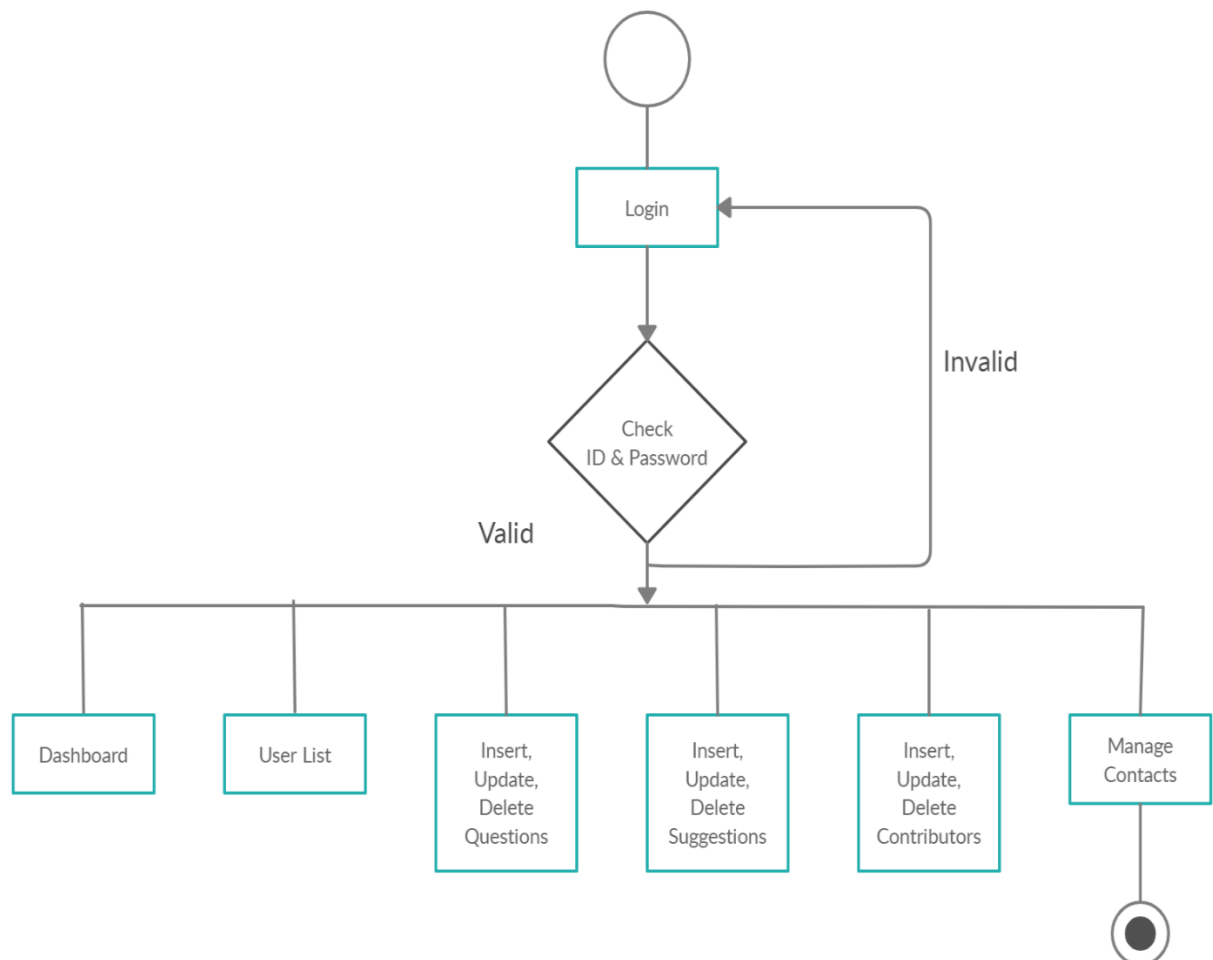 Login
Invalid
Check
ID & Password
Valid
Dashboard
User List
Insert,
Update,
Delete
Questions
Insert,
Update,
Delete
Suggestions
Insert,
Update,
Delete
Contributors
Manage
Contacts